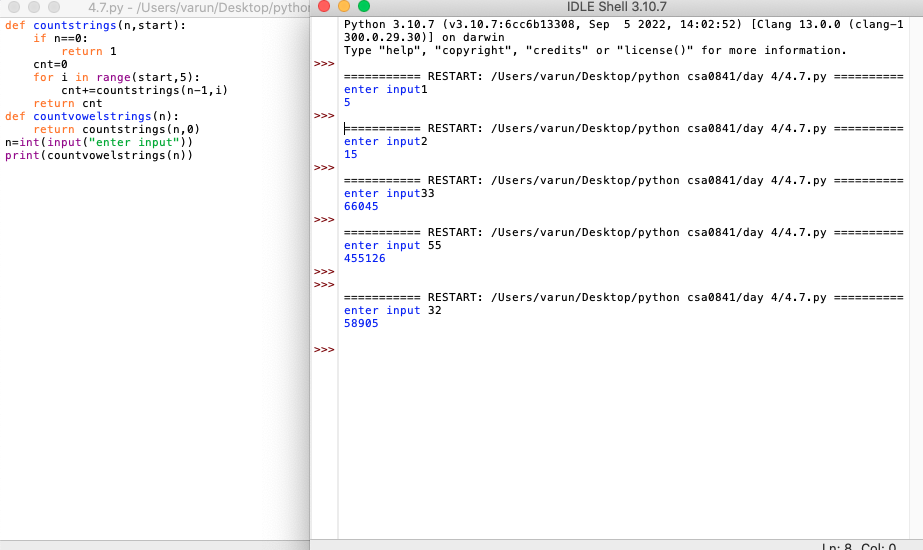 4.7.py - /Users/varun/Desktop/python
def countstrings(n,start):
    if n==0:
        return 1
    cnt=0
    for i in range(start,5):
        cnt+=countstrings(n-1,i)
    return cnt
def countvowelstrings(n):
    return countstrings(n,0)
n=int(input("enter input"))
print(countvowelstrings(n))
IDLE Shell 3.10.7
Python 3.10.7 (v3.10.7:6cc6b13308, Sep  5 2022, 14:02:52) [Clang 13.0.0 (clang-1
300.0.29.30)] on darwin
Type "help", "copyright", "credits" or "license()" for more information.
>>>
=========== RESTART: /Users/varun/Desktop/python csa0841/day 4/4.7.py ==========
enter input1
5
>>>
=========== RESTART: /Users/varun/Desktop/python csa0841/day 4/4.7.py ==========
enter input2
15
>>>
=========== RESTART: /Users/varun/Desktop/python csa0841/day 4/4.7.py ==========
enter input33
66045
>>>
=========== RESTART: /Users/varun/Desktop/python csa0841/day 4/4.7.py ==========
enter input 55
455126
>>>
>>>
=========== RESTART: /Users/varun/Desktop/python csa0841/day 4/4.7.py ==========
enter input 32
58905
>>>
Ln: 8 Col: 0